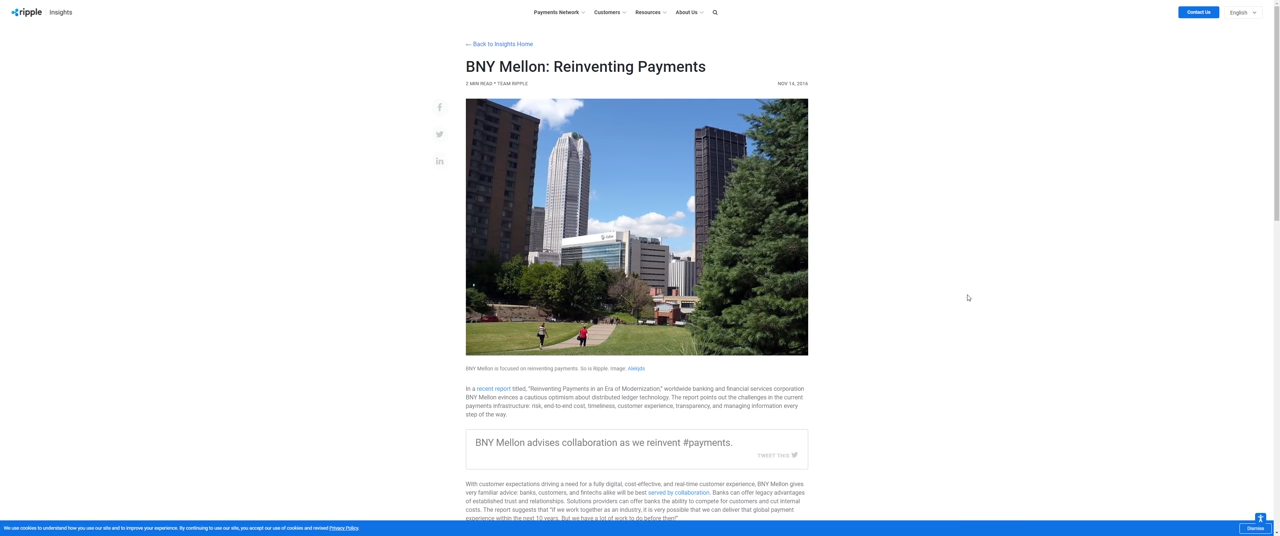 ripple Insights
Payments Network Customers Resources About Us
Contact Us English
Back to Insights Home
BNY Mellon: Reinventing Payments
2 MIN READ * TEAM RIPPLE NOV 14, 2016
BNY Mellon is focused on reinventing payments. So is Ripple. Image: Alekjds
In a recent report titled, “Reinventing Payments in an Era of Modernization,” worldwide banking and financial services corporation
BNY Mellon evinces a cautious optimism about distributed ledger technology. The report points out the challenges in the current
payments infrastructure: risk, end-to-end cost, timeliness, customer experience, transparency, and managing information every
step of the way.
BNY Mellon advises collaboration as we reinvent #payments.
TWEET THIS
With customer expectations driving a need for a fully digital, cost-effective, and real-time customer experience, BNY Mellon gives
very familiar advice: banks, customers, and fintechs alike will be best served by collaboration. Banks can offer legacy advantages
of established trust and relationships. Solutions providers can offer banks the ability to compete for customers and cut internal
costs. The report suggests that “if we work together as an industry, it is very possible that we can deliver that global payment
experience within the next 10 years. But we have a lot of work to do before then!”
We use cookies to understand how you use our site and to improve your experience. By continuing to use our site, you accept our use of cookies and revised Privacy Policy.
Dismiss